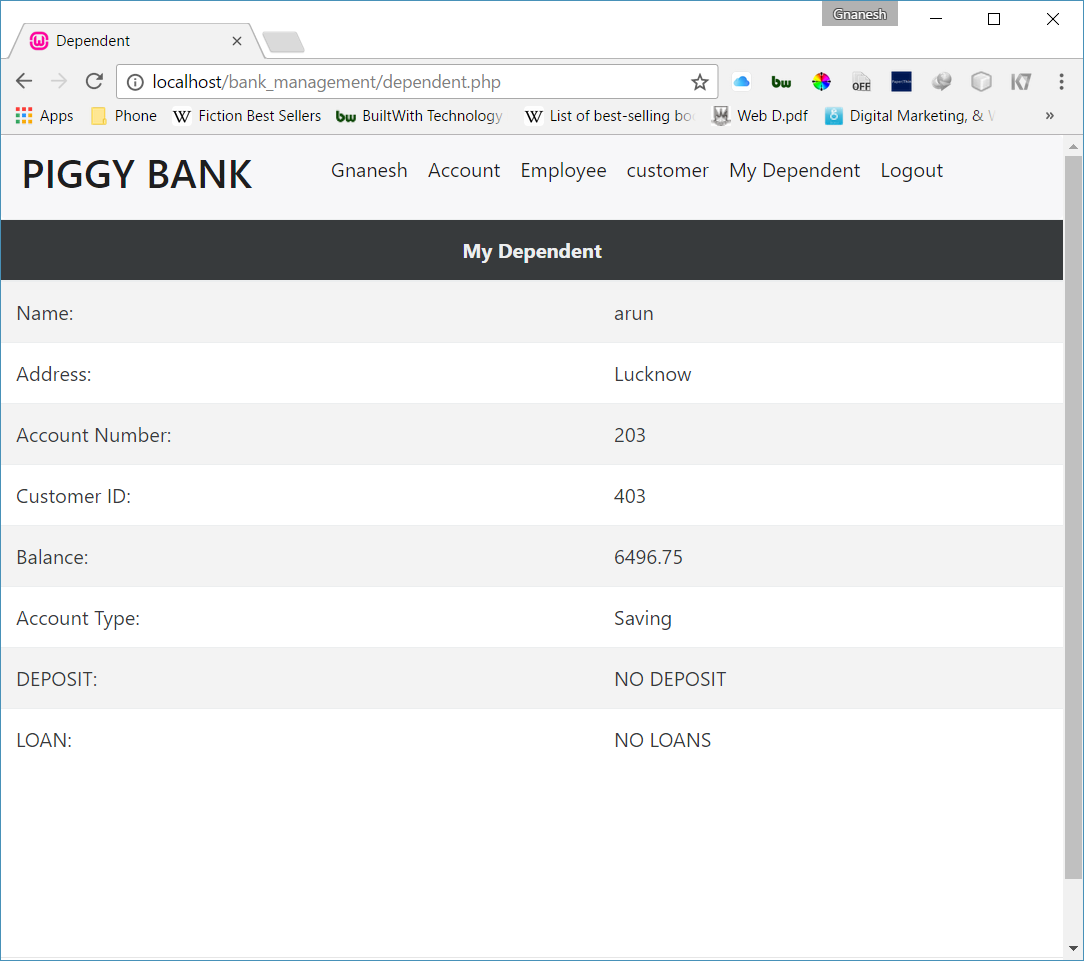 Gnanesh
Dependent
localhost/bank_management/dependent.php
bw OFF K7
Apps Phone W Fiction Best Sellers bw BuiltWith Technology W List of best-selling boo Web D.pdf 8 Digital Marketing, & W »
PIGGY BANK Gnanesh Account Employee customer My Dependent Logout
My Dependent
Name: arun
Address: Lucknow
Account Number: 203
Customer ID: 403
Balance: 6496.75
Account Type: Saving
DEPOSIT: NO DEPOSIT
LOAN: NO LOANS